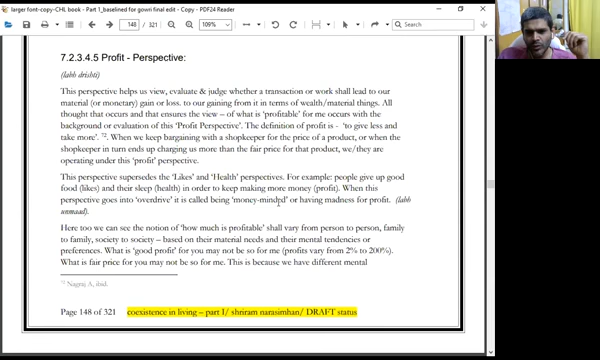 larger font-copy-CHL book - Part 1_baselined for gowri final edit - Copy - PDF24 Reader
148 / 321 109% Search
7.2.3.4.5 Profit - Perspective:
(labh drishti)
This perspective helps us view, evaluate & judge whether a transaction or work shall lead to our
material (or monetary) gain or loss. to our gaining from it in terms of wealth/material things. All
thought that occurs and that ensures the view – of what is 'profitable' for me occurs with the
background or evaluation of this 'Profit Perspective'. The definition of profit is - 'to give less and
take more'. 72. When we keep bargaining with a shopkeeper for the price of a product, or when the
shopkeeper in turn ends up charging us more than the fair price for that product, we/they are
operating under this 'profit' perspective.
This perspective supersedes the 'Likes' and 'Health' perspectives. For example: people give up good
food (likes) and their sleep (health) in order to keep making more money (profit). When this
perspective goes into 'overdrive' it is called being 'money-minded' or having madness for profit. (labh
unmaad).
Here too we can see the notion of 'how much is profitable' shall vary from person to person, family
to family, society to society – based on their material needs and their mental tendencies or
preferences. What is 'good profit' for you may not be so for me (profits vary from 2% to 200%).
What is fair price for you may not be so for me. This is because we have different mental
72 Nagraj A, ibid.
Page 148 of 321 coexistence in living – part I/ shriram narasimhan/ DRAFT status